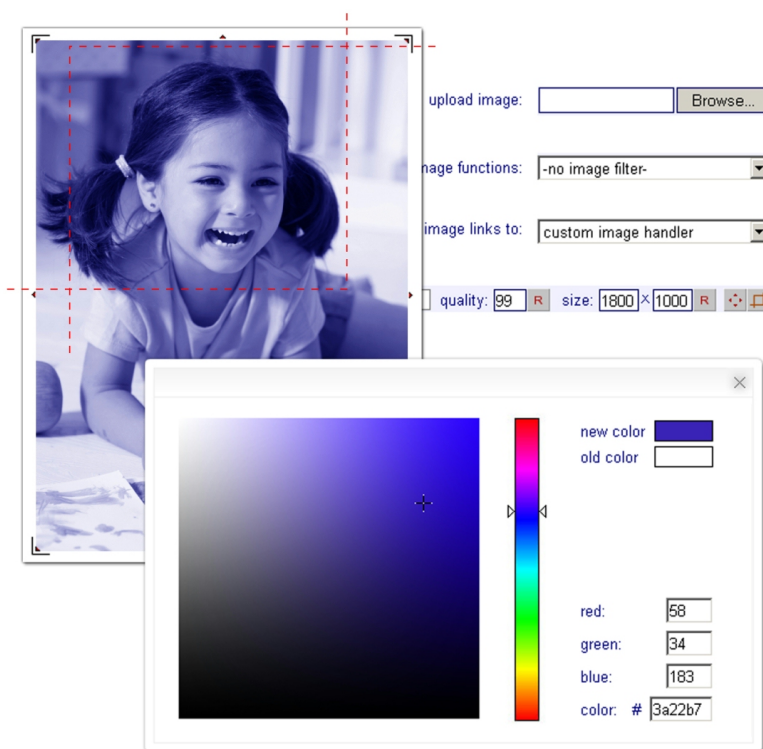 upload image: Browse...
mage functions: -no image filter-
image links to: custom image handler
quality: 99 R size: 1800 × 1000 R
new color
old color
red: 58
green: 34
blue: 183
color: # 3a22b7